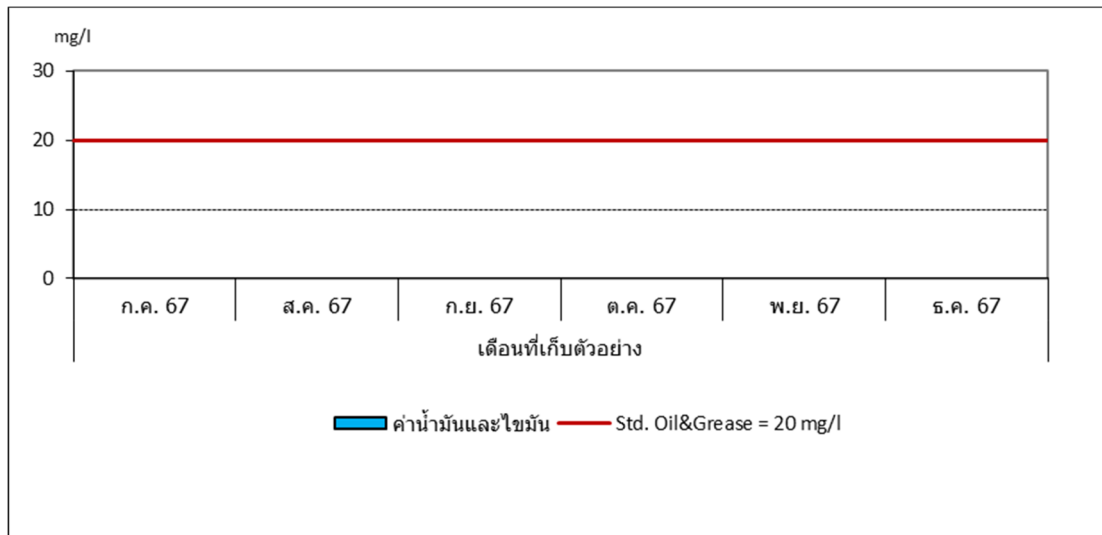 mg/l
30
20
10
0
ก.ค. 67 ส.ค. 67 ก.ย. 67 ต.ค. 67 พ.ย. 67 ธ.ค. 67
เดือนที่เก็บตัวอย่าง
ค่าน้ำมันและไขมัน Std. Oil&Grease = 20 mg/l